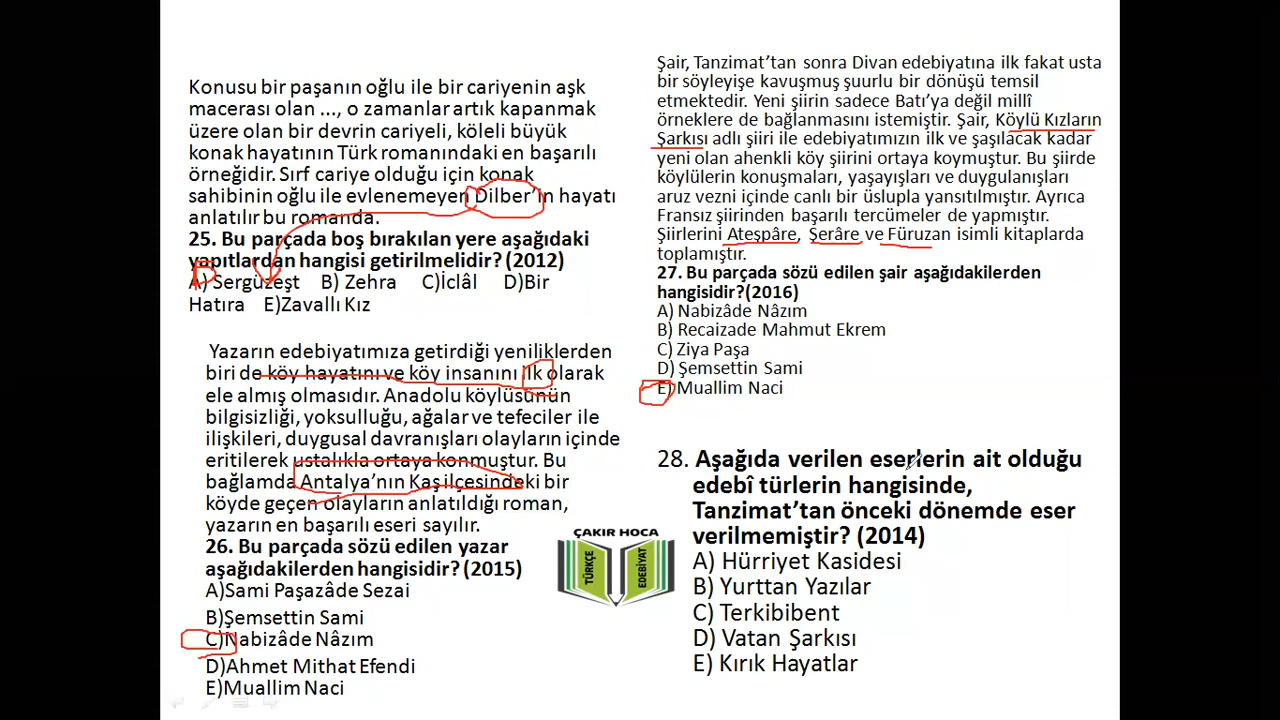 Konusu bir paşanın oğlu ile bir cariyenin aşk
macerası olan ..., o zamanlar artık kapanmak
üzere olan bir devrin cariyeli, köleli büyük
konak hayatının Türk romanındaki en başarılı
örneğidir. Sırf cariye olduğu için konak
sahibinin oğlu ile evlenemeyen Dilber'in hayatı
anlatılır bu romanda.
25. Bu parçada boş bırakılan yere aşağıdaki
yapıtlardan hangisi getirilmelidir? (2012)
A) Sergüzeşt B) Zehra C)İclâl D)Bir
Hatıra E)Zavallı Kız
Yazarın edebiyatımıza getirdiği yeniliklerden
biri de köy hayatını ve köy insanını ilk olarak
ele almış olmasıdır. Anadolu köylüsünün
bilgisizliği, yoksulluğu, ağalar ve tefeciler ile
ilişkileri, duygusal davranışları olayların içinde
eritilerek ustalıkla ortaya konmuştur. Bu
bağlamda Antalya'nın Kaş ilçesindeki bir
köyde geçen olayların anlatıldığı roman,
yazarın en başarılı eseri sayılır.
26. Bu parçada sözü edilen yazar
aşağıdakilerden hangisidir? (2015)
A)Sami Paşazâde Sezai
B)Şemsettin Sami
C)Nabizâde Nâzım
D)Ahmet Mithat Efendi
E)Muallim Naci
Şair, Tanzimat'tan sonra Divan edebiyatına ilk fakat usta
bir söyleyişe kavuşmuş şuurlu bir dönüşü temsil
etmektedir. Yeni şiirin sadece Batı'ya değil millî
örneklere de bağlanmasını istemiştir. Şair, Köylü Kızların
Şarkısı adlı şiiri ile edebiyatımızın ilk ve şaşılacak kadar
yeni olan ahenkli köy şiirini ortaya koymuştur. Bu şiirde
köylülerin konuşmaları, yaşayışları ve duygulanışları
aruz vezni içinde canlı bir üslupla yansıtılmıştır. Ayrıca
Fransız şiirinden başarılı tercümeler de yapmıştır.
Şiirlerini Ateşpâre, Şerâre ve Füruzan isimli kitaplarda
toplamıştır.
27. Bu parçada sözü edilen şair aşağıdakilerden
hangisidir?(2016)
A) Nabizâde Nâzım
B) Recaizade Mahmut Ekrem
C) Ziya Paşa
D) Şemsettin Sami
E) Muallim Naci
28. Aşağıda verilen eserlerin ait olduğu
edebî türlerin hangisinde,
Tanzimat'tan önceki dönemde eser
verilmemiştir? (2014)
A) Hürriyet Kasidesi
B) Yurttan Yazılar
C) Terkibibent
D) Vatan Şarkısı
E) Kırık Hayatlar
ÇAKIR HOCA
TÜRKÇE
EDEBİYAT